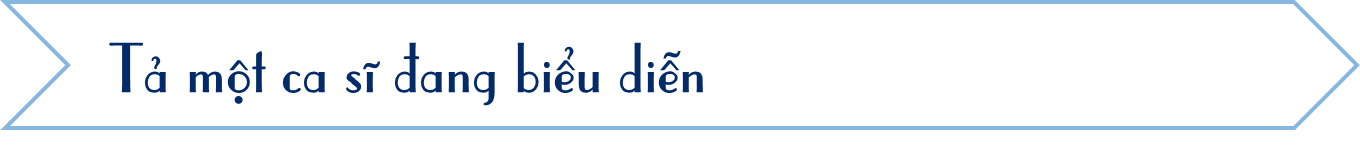 Tả một ca sĩ đang biểu diễn